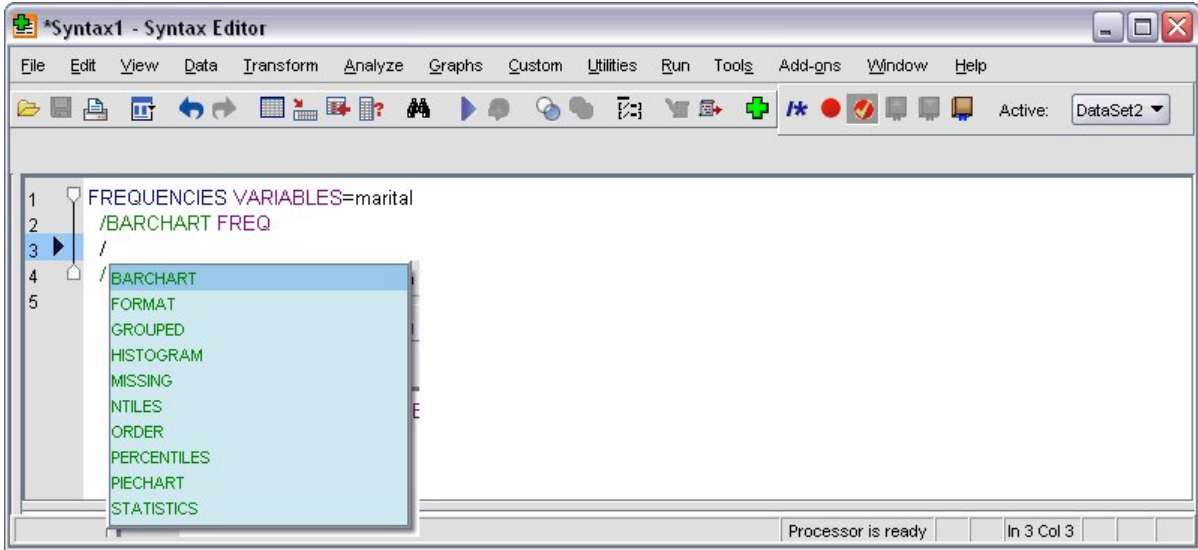 *Syntax1 - Syntax Editor
File Edit View Data Transform Analyze Graphs Custom Utilities Run Tools Add-ons Window Help
Active: DataSet2
1 FREQUENCIES VARIABLES=marital
2 /BARCHART FREQ
3 /
4 /
5
BARCHART
FORMAT
GROUPED
HISTOGRAM
MISSING
NTILES
ORDER
PERCENTILES
PIECHART
STATISTICS
Processor is ready In 3 Col 3